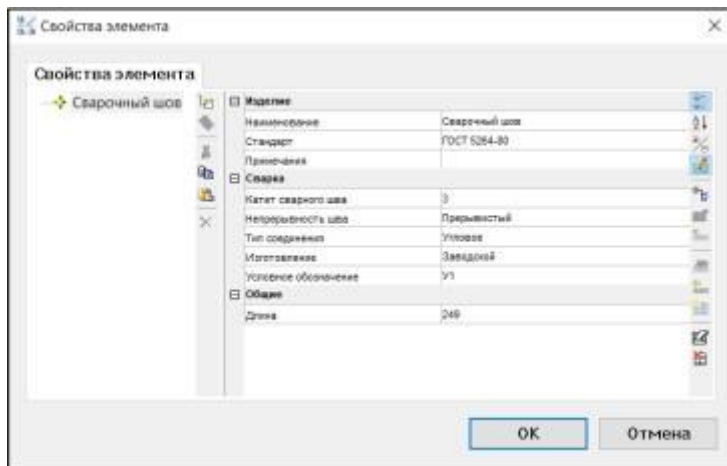 Свойства элемента
Свойства элемента
Сварочный шов
Изделие
Наименование Сварочный шов
Стандарт ГОСТ 5264-80
Примечания
Сварка
Катет сварного шва 3
Непрерывность шва Прерывистый
Тип соединения Угловое
Изготовление Заводской
Условное обозначение У1
Общие
Длина 249
ОК Отмена